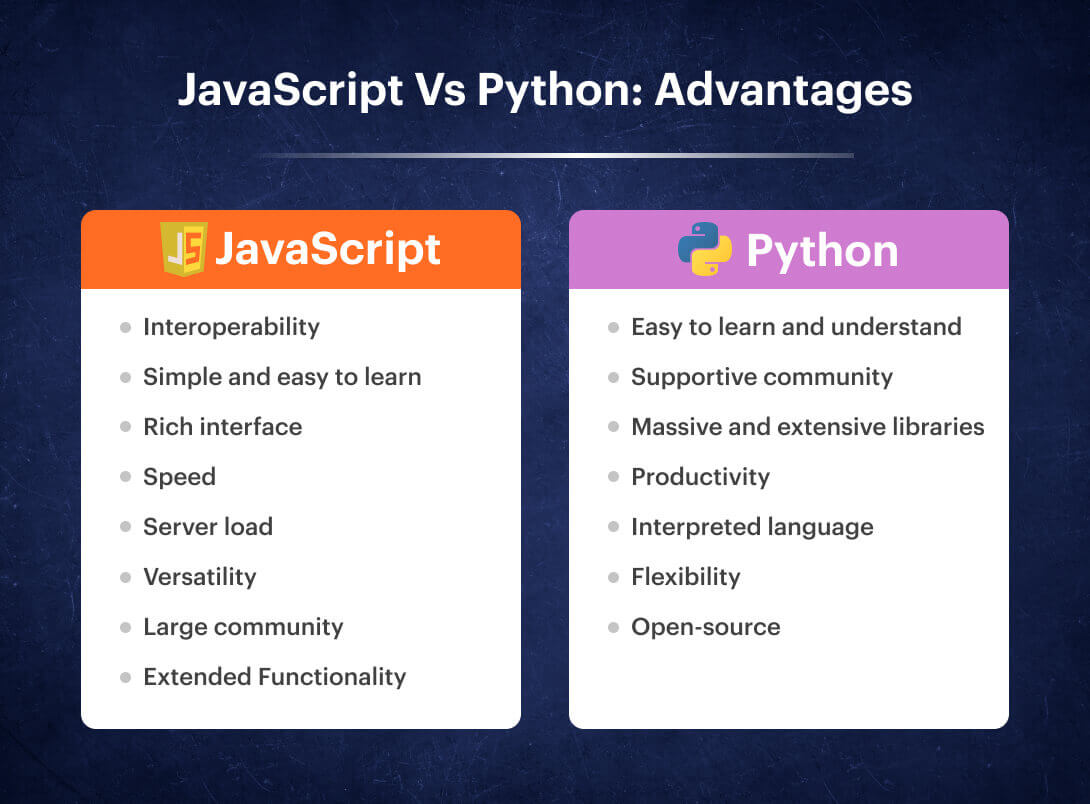 JavaScript Vs Python: Advantages
JS JavaScript
Interoperability
Simple and easy to learn
Rich interface
Speed
Server load
Versatility
Large community
Extended Functionality
Python
Easy to learn and understand
Supportive community
Massive and extensive libraries
Productivity
Interpreted language
Flexibility
Open-source